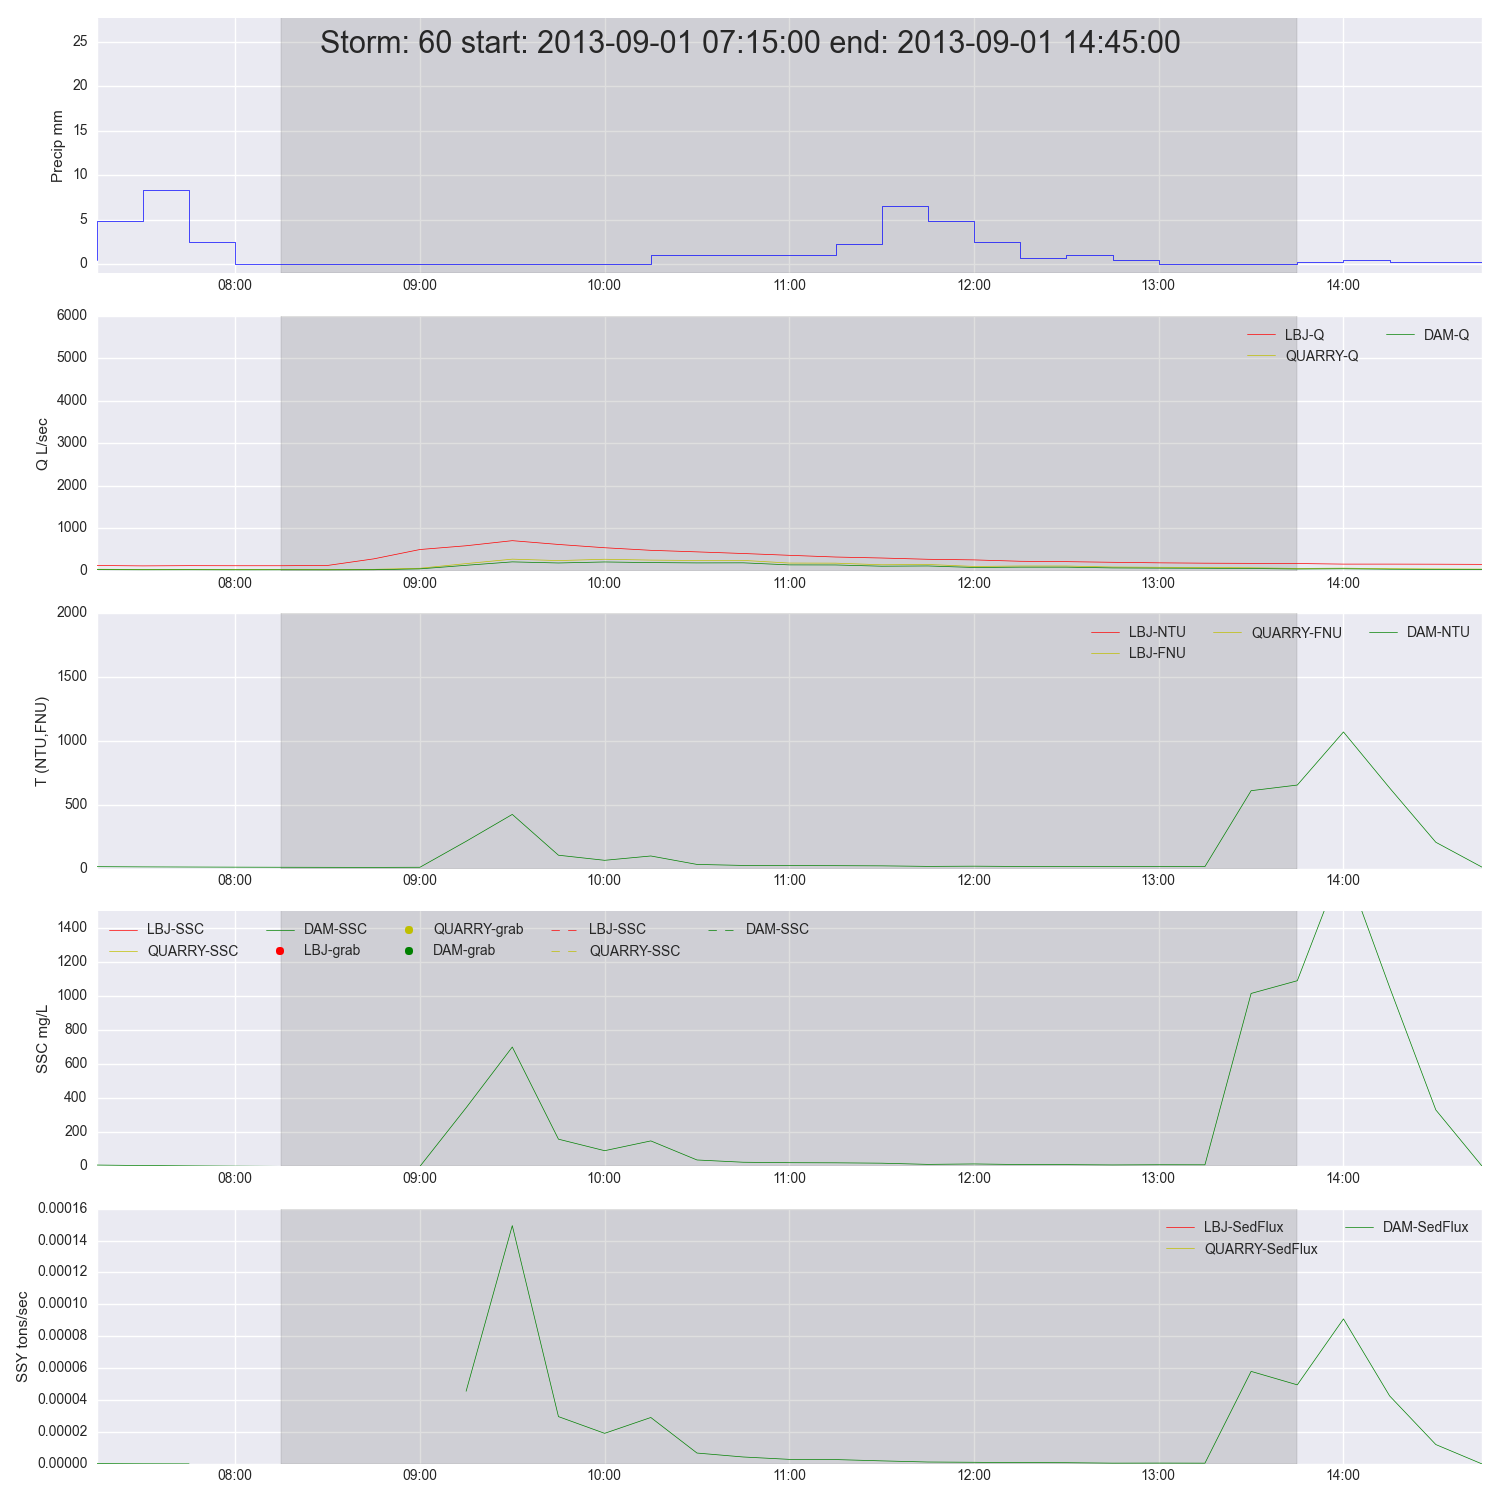 Storm: 60 start: 2013-09-01 07:15:00 end: 2013-09-01 14:45:00
Precip mm
25
20
15
10
5
0
08:00 09:00 10:00 11:00 12:00 13:00 14:00
Q L/sec
6000
5000
4000
3000
2000
1000
0
LBJ-Q DAM-Q
QUARRY-Q
08:00 09:00 10:00 11:00 12:00 13:00 14:00
T (NTU,FNU)
2000
1500
1000
500
0
LBJ-NTU QUARRY-FNU DAM-NTU
LBJ-FNU
08:00 09:00 10:00 11:00 12:00 13:00 14:00
SSC mg/L
1400
1200
1000
800
600
400
200
0
LBJ-SSC DAM-SSC QUARRY-grab LBJ-SSC DAM-SSC
QUARRY-SSC LBJ-grab DAM-grab QUARRY-SSC
08:00 09:00 10:00 11:00 12:00 13:00 14:00
SSY tons/sec
0.00016
0.00014
0.00012
0.00010
0.00008
0.00006
0.00004
0.00002
0.00000
LBJ-SedFlux DAM-SedFlux
QUARRY-SedFlux
08:00 09:00 10:00 11:00 12:00 13:00 14:00